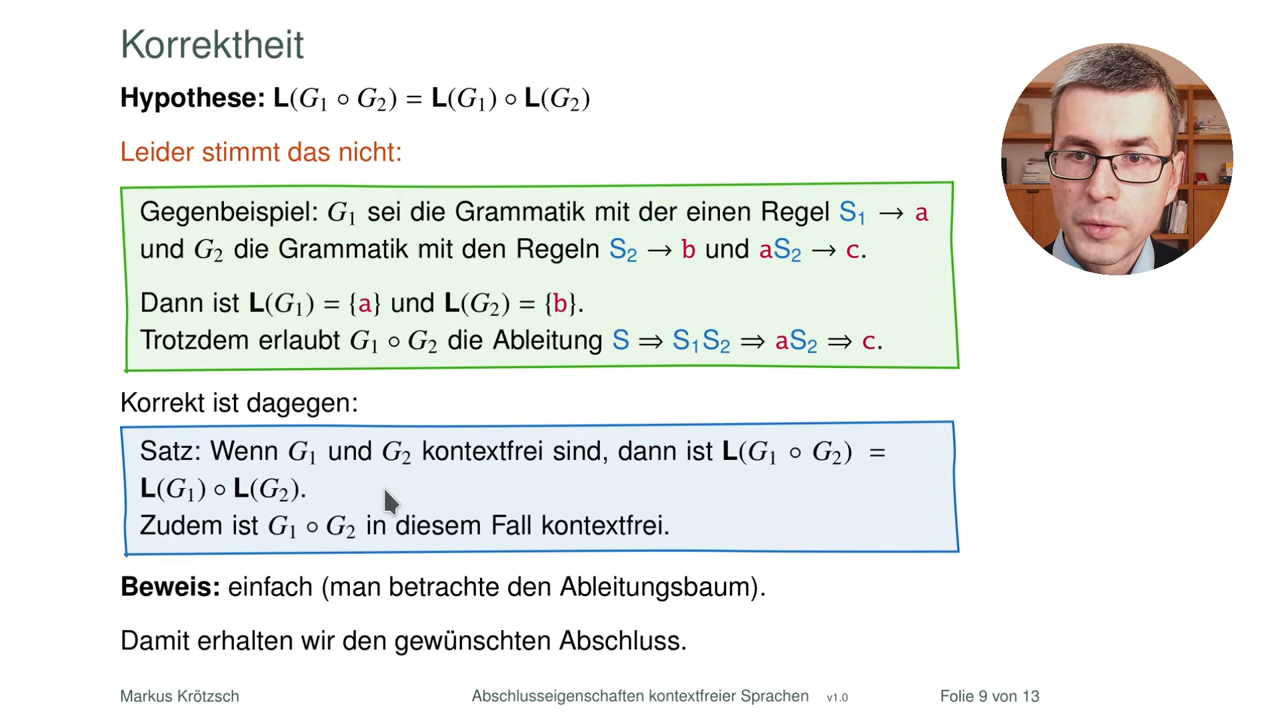 Korrektheit
Hypothese: L(G₁ ∘ G₂) = L(G₁) ∘ L(G₂)
Leider stimmt das nicht:
Gegenbeispiel: G₁ sei die Grammatik mit der einen Regel S₁ → a
und G₂ die Grammatik mit den Regeln S₂ → b und aS₂ → c.
Dann ist L(G₁) = {a} und L(G₂) = {b}.
Trotzdem erlaubt G₁ ∘ G₂ die Ableitung S ⇒ S₁S₂ ⇒ aS₂ ⇒ c.
Korrekt ist dagegen:
Satz: Wenn G₁ und G₂ kontextfrei sind, dann ist L(G₁ ∘ G₂) =
L(G₁) ∘ L(G₂).
Zudem ist G₁ ∘ G₂ in diesem Fall kontextfrei.
Beweis: einfach (man betrachte den Ableitungsbaum).
Damit erhalten wir den gewünschten Abschluss.
Markus Krötzsch Abschlusseigenschaften kontextfreier Sprachen v1.0 Folie 9 von 13